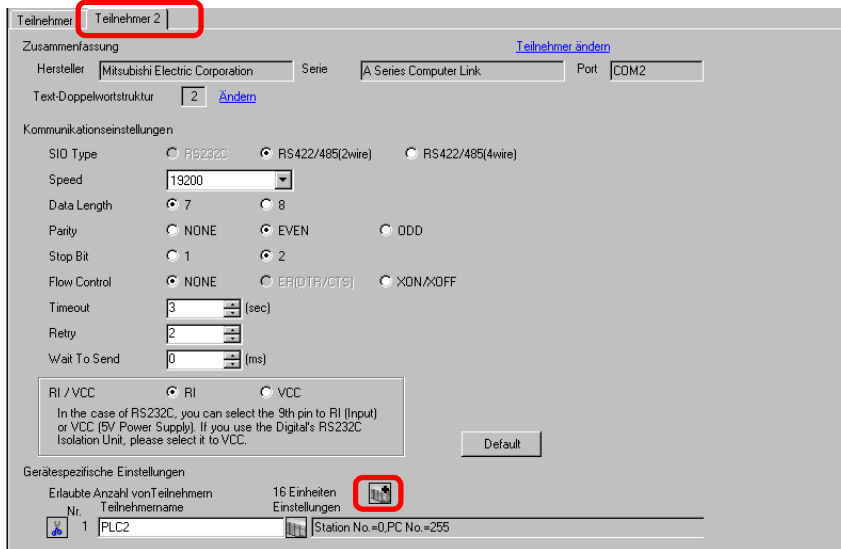 Teilnehmer Teilnehmer 2
Zusammenfassung Teilnehmer ändern
Hersteller Mitsubishi Electric Corporation Serie A Series Computer Link Port COM2
Text-Doppelwortstruktur 2 Ändern
Kommunikationseinstellungen
SIO Type RS232C RS422/485(2wire) RS422/485(4wire)
Speed 19200
Data Length 7 8
Parity NONE EVEN ODD
Stop Bit 1 2
Flow Control NONE ER(DTR/CTS) XON/XOFF
Timeout 3 (sec)
Retry 2
Wait To Send 0 (ms)
RI / VCC RI VCC
In the case of RS232C, you can select the 9th pin to RI (Input)
or VCC (5V Power Supply). If you use the Digital's RS232C
Isolation Unit, please select it to VCC.
Default
Gerätespezifische Einstellungen
Erlaubte Anzahl vonTeilnehmern 16 Einheiten
Nr. Teilnehmername Einstellungen
1 PLC2 Station No.=0,PC No.=255